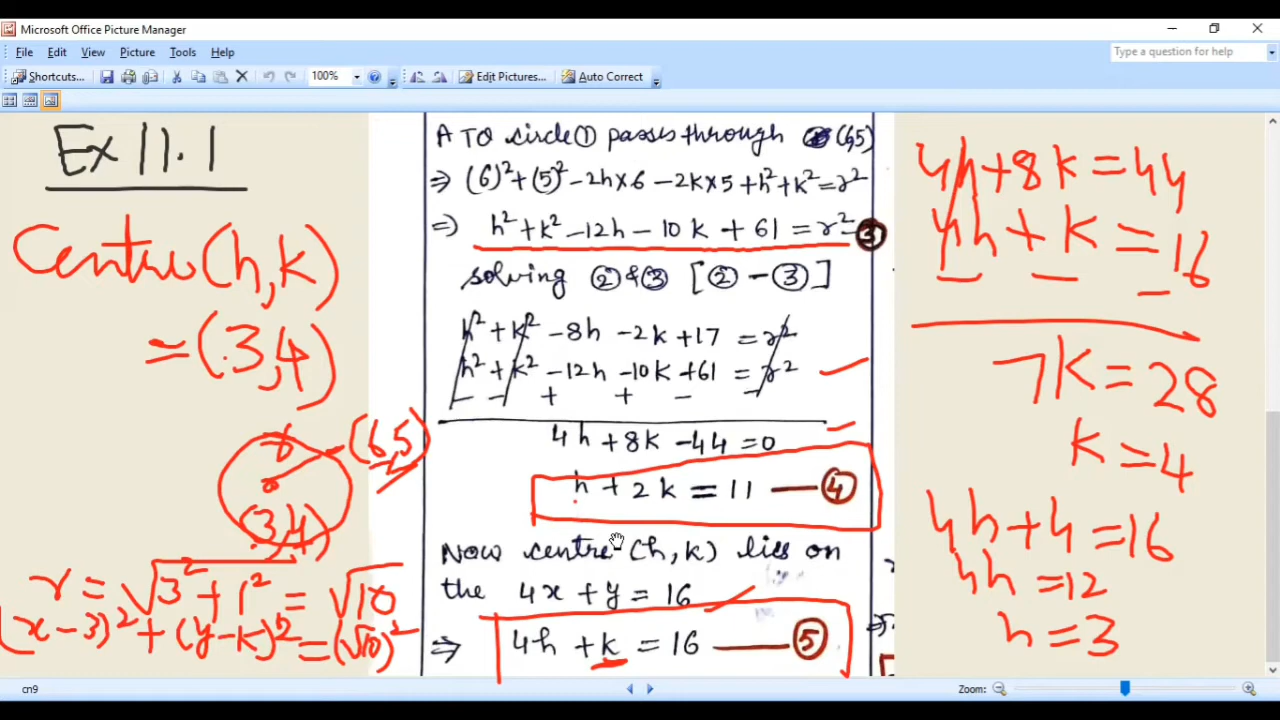 Microsoft Office Picture Manager
File Edit View Picture Tools Help
Type a question for help
Shortcuts... 100% Edit Pictures... Auto Correct
Ex 11.1
Centre (h, k)
= (3,4)
(6,5)
(3,4)
r = √3²+1² = √10
(x-3)²+(y-k)² = (√10)²
A TO circle ① passes through (6,5)
⇒ (6)²+(5)²-2h×6-2k×5+h²+k²=r²
⇒ h²+k²-12h-10k+61=r² - ③
solving ② & ③ [②-③]
h²+k²-8h-2k+17=r²
h²+k²-12h-10k+61=r²
- - + + - -
4h+8k-44=0
h+2k=11 — ④
Now centre (h, k) lies on
the 4x+y=16
⇒ 4h+k=16 — ⑤
4h+8k=44
4h+k=16
7k=28
k=4
4h+4=16
4h=12
h=3
cn9
Zoom: